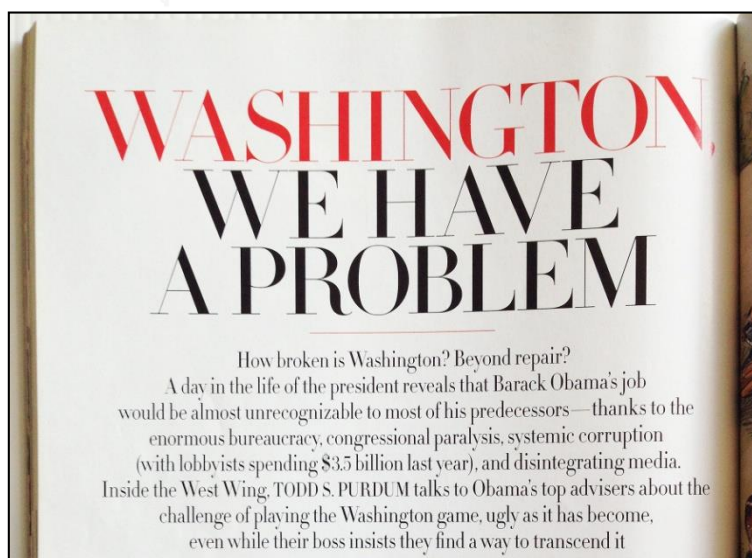 WASHINGTON,
WE HAVE
A PROBLEM
How broken is Washington? Beyond repair?
A day in the life of the president reveals that Barack Obama's job
would be almost unrecognizable to most of his predecessors—thanks to the
enormous bureaucracy, congressional paralysis, systemic corruption
(with lobbyists spending $3.5 billion last year), and disintegrating media.
Inside the West Wing, TODD S. PURDUM talks to Obama's top advisers about the
challenge of playing the Washington game, ugly as it has become,
even while their boss insists they find a way to transcend it